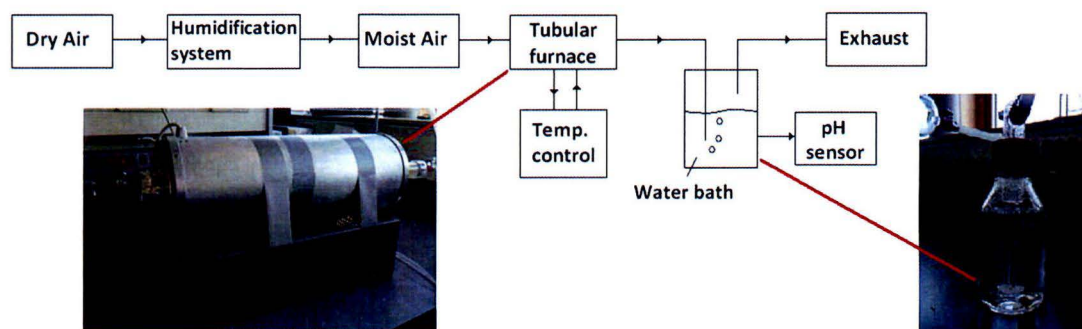 Dry Air
Humidification
system
Moist Air
Tubular
furnace
Exhaust
Temp.
control
pH
sensor
Water bath